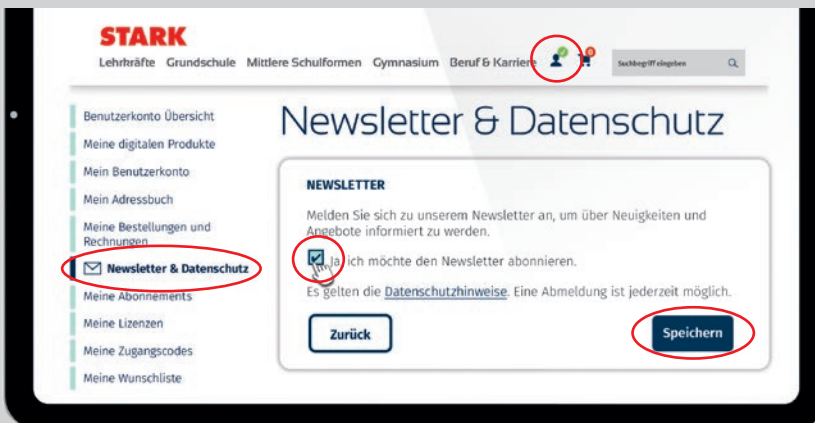 STARK
Lehrkräfte Grundschule Mittlere Schulformen Gymnasium Beruf & Karriere
Suchbegriff eingeben
Benutzerkonto Übersicht
Meine digitalen Produkte
Mein Benutzerkonto
Mein Adressbuch
Meine Bestellungen und
Rechnungen
Newsletter & Datenschutz
Meine Abonnements
Meine Lizenzen
Meine Zugangscodes
Meine Wunschliste
Newsletter & Datenschutz
NEWSLETTER
Melden Sie sich zu unserem Newsletter an, um über Neuigkeiten und
Angebote informiert zu werden.
Ja, ich möchte den Newsletter abonnieren.
Es gelten die Datenschutzhinweise. Eine Abmeldung ist jederzeit möglich.
Zurück
Speichern